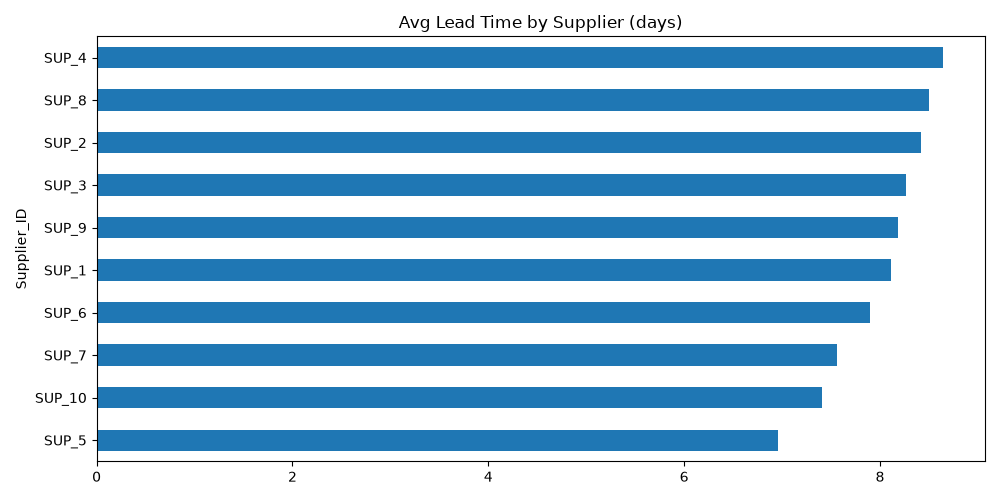 Avg Lead Time by Supplier (days)
Supplier_ID
SUP_4
SUP_8
SUP_2
SUP_3
SUP_9
SUP_1
SUP_6
SUP_7
SUP_10
SUP_5
0 2 4 6 8